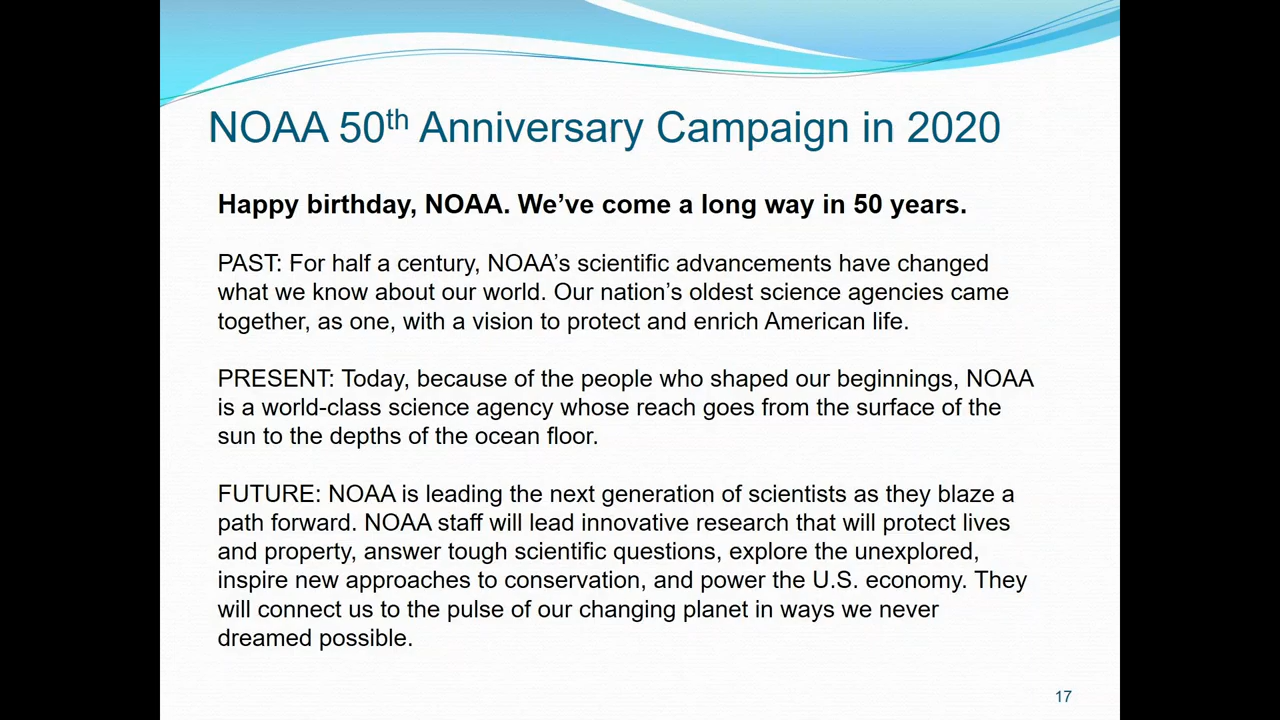 NOAA 50th Anniversary Campaign in 2020
Happy birthday, NOAA. We’ve come a long way in 50 years.
PAST: For half a century, NOAA’s scientific advancements have changed
what we know about our world. Our nation’s oldest science agencies came
together, as one, with a vision to protect and enrich American life.
PRESENT: Today, because of the people who shaped our beginnings, NOAA
is a world-class science agency whose reach goes from the surface of the
sun to the depths of the ocean floor.
FUTURE: NOAA is leading the next generation of scientists as they blaze a
path forward. NOAA staff will lead innovative research that will protect lives
and property, answer tough scientific questions, explore the unexplored,
inspire new approaches to conservation, and power the U.S. economy. They
will connect us to the pulse of our changing planet in ways we never
dreamed possible.
17